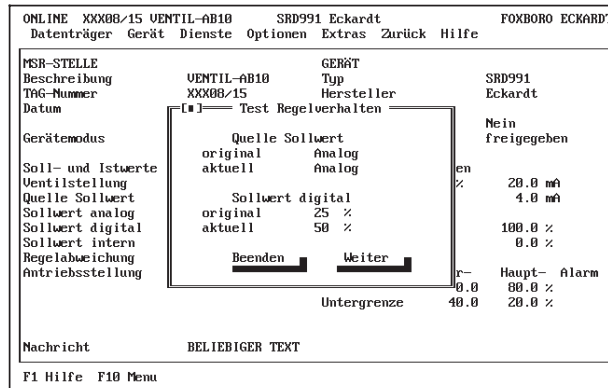 ONLINE XXX08/15 VENTIL-AB10 SRD991 Eckardt FOXBORO ECKARDT
Datenträger Gerät Dienste Optionen Extras Zurück Hilfe
MSR-STELLE GERÄT
Beschreibung VENTIL-AB10 Typ SRD991
TAG-Nummer XXX08/15 Hersteller Eckardt
Datum [■] Test Regelverhalten
Nein
Gerätemodus Quelle Sollwert freigegeben
original Analog
Soll- und Istwerte aktuell Analog en
Ventilstellung % 20.0 mA
Quelle Sollwert Sollwert digital 4.0 mA
Sollwert analog original 25 %
Sollwert digital aktuell 50 % 100.0 %
Sollwert intern 0.0 %
Regelabweichung Beenden Weiter
Antriebsstellung r- Haupt- Alarm
0.0 80.0 %
Untergrenze 40.0 20.0 %
Nachricht BELIEBIGER TEXT
F1 Hilfe F10 Menu